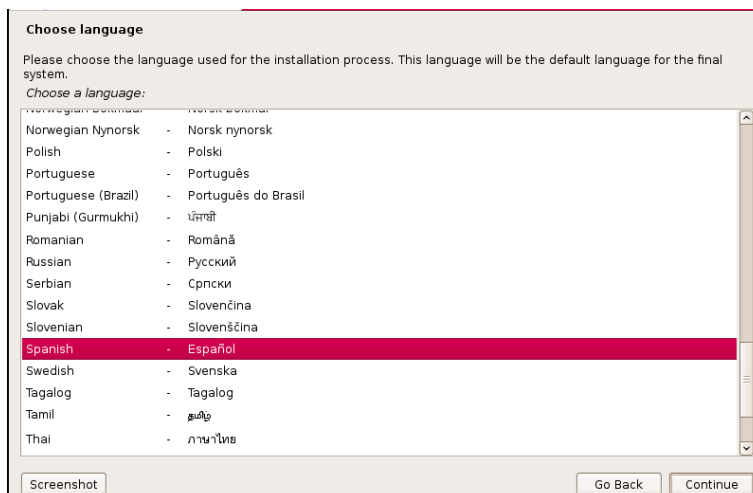 Choose language
Please choose the language used for the installation process. This language will be the default language for the final
system.
Choose a language:
Norwegian Nynorsk - Norsk nynorsk
Polish - Polski
Portuguese - Português
Portuguese (Brazil) - Português do Brasil
Punjabi (Gurmukhi) - ਪੰਜਾਬੀ
Romanian - Română
Russian - Русский
Serbian - Српски
Slovak - Slovenčina
Slovenian - Slovenščina
Spanish - Español
Swedish - Svenska
Tagalog - Tagalog
Tamil - தமிழ்
Thai - ภาษาไทย
Screenshot Go Back Continue